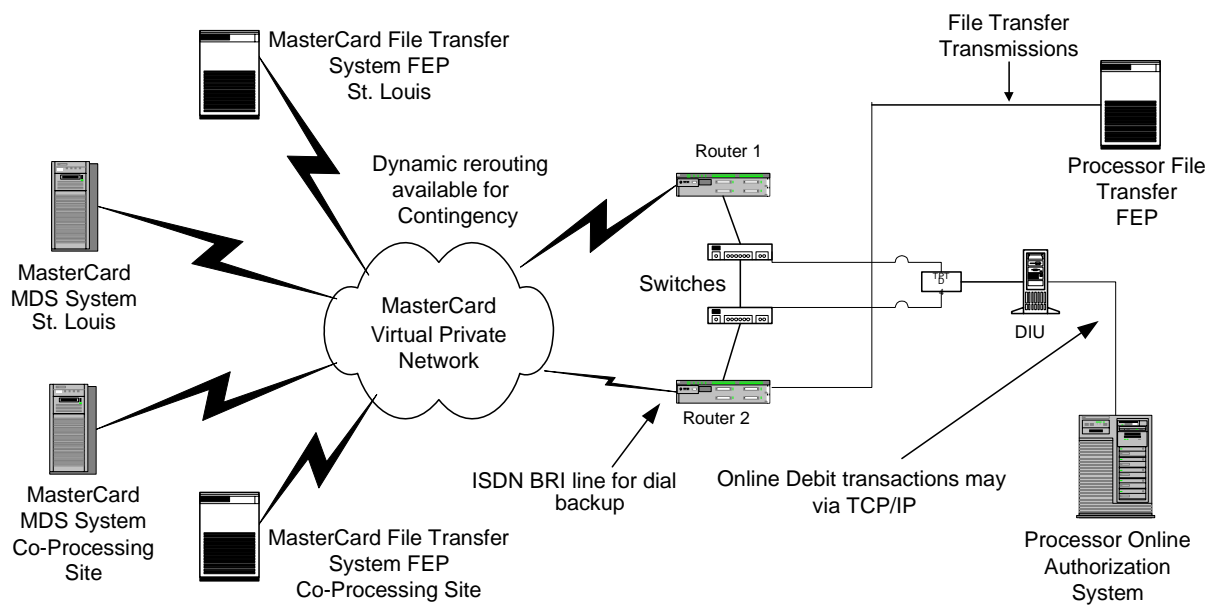 MasterCard File Transfer
System FEP
St. Louis
File Transfer
Transmissions
Dynamic rerouting
available for
Contingency
Router 1
Processor File
Transfer
FEP
MasterCard
MDS System
St. Louis
MasterCard
Virtual Private
Network
Switches
DIU
Router 2
ISDN BRI line for dial
backup
Online Debit transactions may
via TCP/IP
MasterCard
MDS System
Co-Processing
Site
MasterCard File Transfer
System FEP
Co-Processing Site
Processor Online
Authorization
System